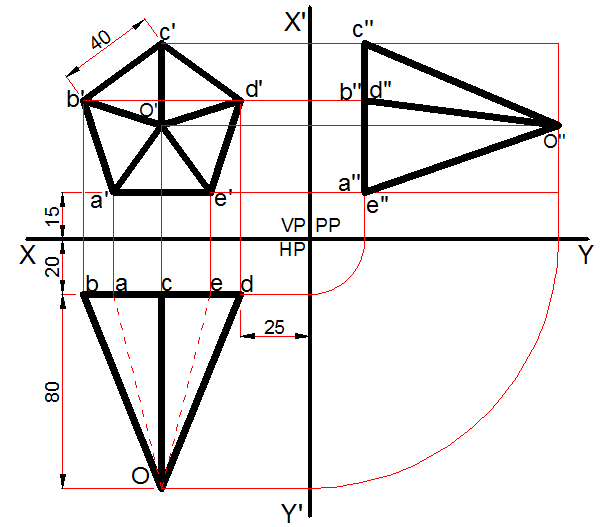 c' X' c"
40
b' d' b" d"
O' O"
a' e' a" e"
15
VP PP
X HP Y
20
b a c e d
25
80
O
Y'